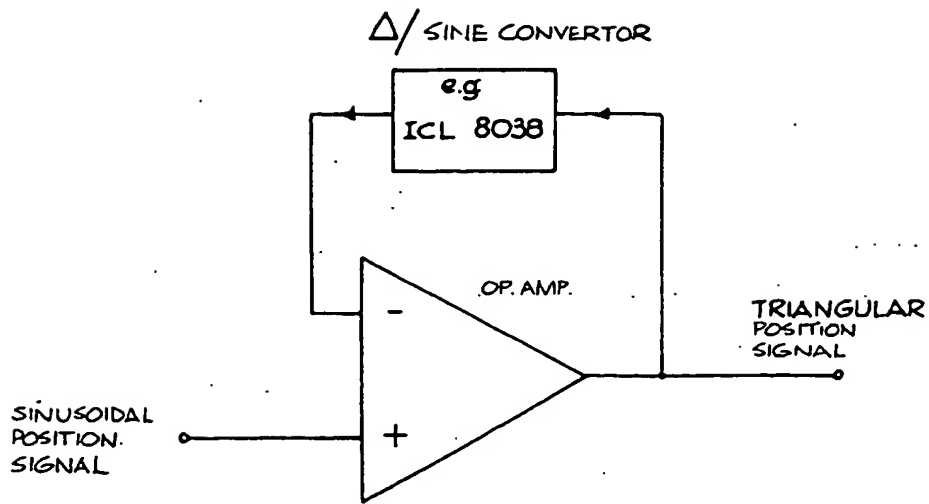 Δ/ SINE CONVERTOR
e.g
ICL 8038
OP. AMP.
-
+
TRIANGULAR
POSITION
SIGNAL
SINUSOIDAL
POSITION.
SIGNAL